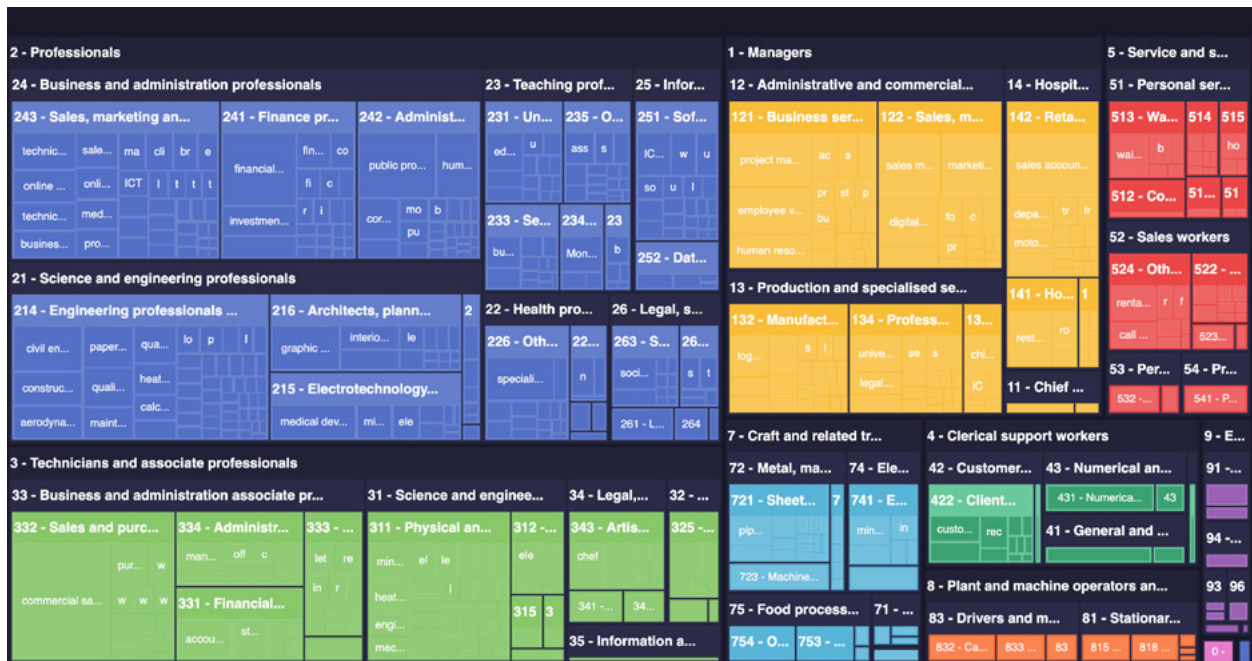 2 - Professionals
24 - Business and administration professionals
243 - Sales, marketing an...
technic...
sale...
ma
cli
br
e
online ...
onli...
ICT
l
t
t
t
technic...
med...
busines...
pro...
241 - Finance pr...
financial...
fin...
co
fi
c
investmen...
r
i
242 - Administ...
public pro...
hum...
cor...
mo
b
pu
23 - Teaching prof...
231 - Un...
ed...
u
235 - O...
ass
s
233 - Se...
bu...
234...
Mon...
23
b
25 - Infor...
251 - Sof...
IC...
w
u
so
u
l
252 - Dat...
21 - Science and engineering professionals
214 - Engineering professionals ...
civil en...
paper...
qua...
lo
p
l
construc...
quali...
heat...
calc...
aerodyna...
maint...
216 - Architects, plann...
graphic ...
interio...
le
2
215 - Electrotechnology...
medical dev...
mi...
ele
22 - Health pro...
226 - Oth...
speciali...
22...
n
26 - Legal, s...
263 - S...
soci...
26...
s
t
261 - L...
264
1 - Managers
12 - Administrative and commercial...
121 - Business ser...
project ma...
ac
s
employee v...
pr
st
p
bu
human reso...
122 - Sales, m...
sales m...
marketi...
digital...
fo
c
pr
14 - Hospit...
142 - Reta...
sales accoun...
depa...
tr
fr
moto...
141 - Ho...
rest...
ro
1
13 - Production and specialised se...
132 - Manufact...
log...
s
l
134 - Profess...
unive...
se
s
legal...
13...
chi...
IC
11 - Chief ...
5 - Service and s...
51 - Personal ser...
513 - Wa...
wai...
b
514
515
ho
512 - Co...
51...
51
52 - Sales workers
524 - Oth...
renta...
r
f
call ...
522 - ...
523...
53 - Per...
532 -...
54 - Pr...
541 - P...
3 - Technicians and associate professionals
33 - Business and administration associate pr...
332 - Sales and purc...
pur...
w
commercial sa...
w
w
w
334 - Administr...
man...
off
c
331 - Financial...
accou...
st...
333 - ...
let
re
in
r
31 - Science and enginee...
311 - Physical an...
min...
el
le
heat...
i
engi...
mec...
312 -...
ele
315
3
34 - Legal,...
343 - Artis...
chef
341 -...
34...
32 - ...
325 -...
35 - Information a...
7 - Craft and related tr...
72 - Metal, ma...
721 - Sheet...
pip...
7
723 - Machine...
74 - Ele...
741 - E...
min...
in
75 - Food process...
754 - O...
753 - ...
71 - ...
4 - Clerical support workers
42 - Customer...
422 - Client...
custo...
rec
43 - Numerical an...
431 - Numerica...
43
41 - General and ...
8 - Plant and machine operators an...
83 - Drivers and m...
832 - Ca...
833 ...
83
81 - Stationar...
815 ...
818 ...
9 - E...
91 -...
94 -...
93
96
0 -